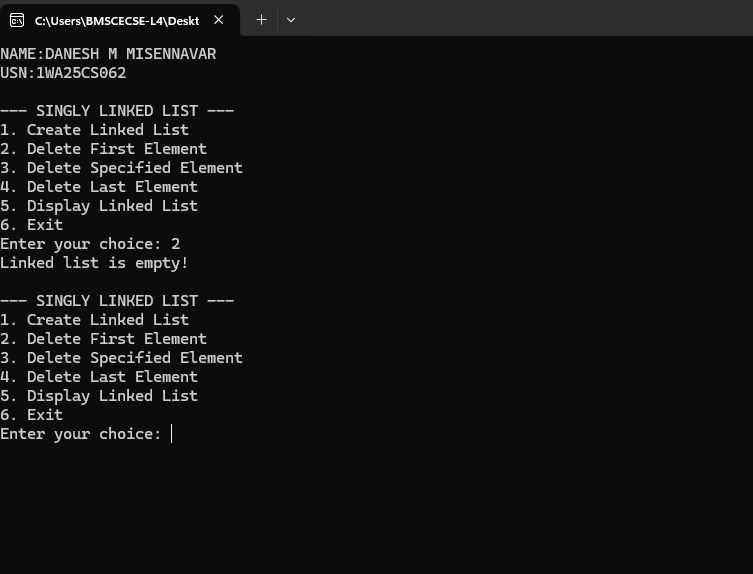 C:\Users\BMSCECSE-L4\Deskt
NAME:DANESH M MISENNAVAR
USN:1WA25CS062
--- SINGLY LINKED LIST ---
1. Create Linked List
2. Delete First Element
3. Delete Specified Element
4. Delete Last Element
5. Display Linked List
6. Exit
Enter your choice: 2
Linked list is empty!
--- SINGLY LINKED LIST ---
1. Create Linked List
2. Delete First Element
3. Delete Specified Element
4. Delete Last Element
5. Display Linked List
6. Exit
Enter your choice: